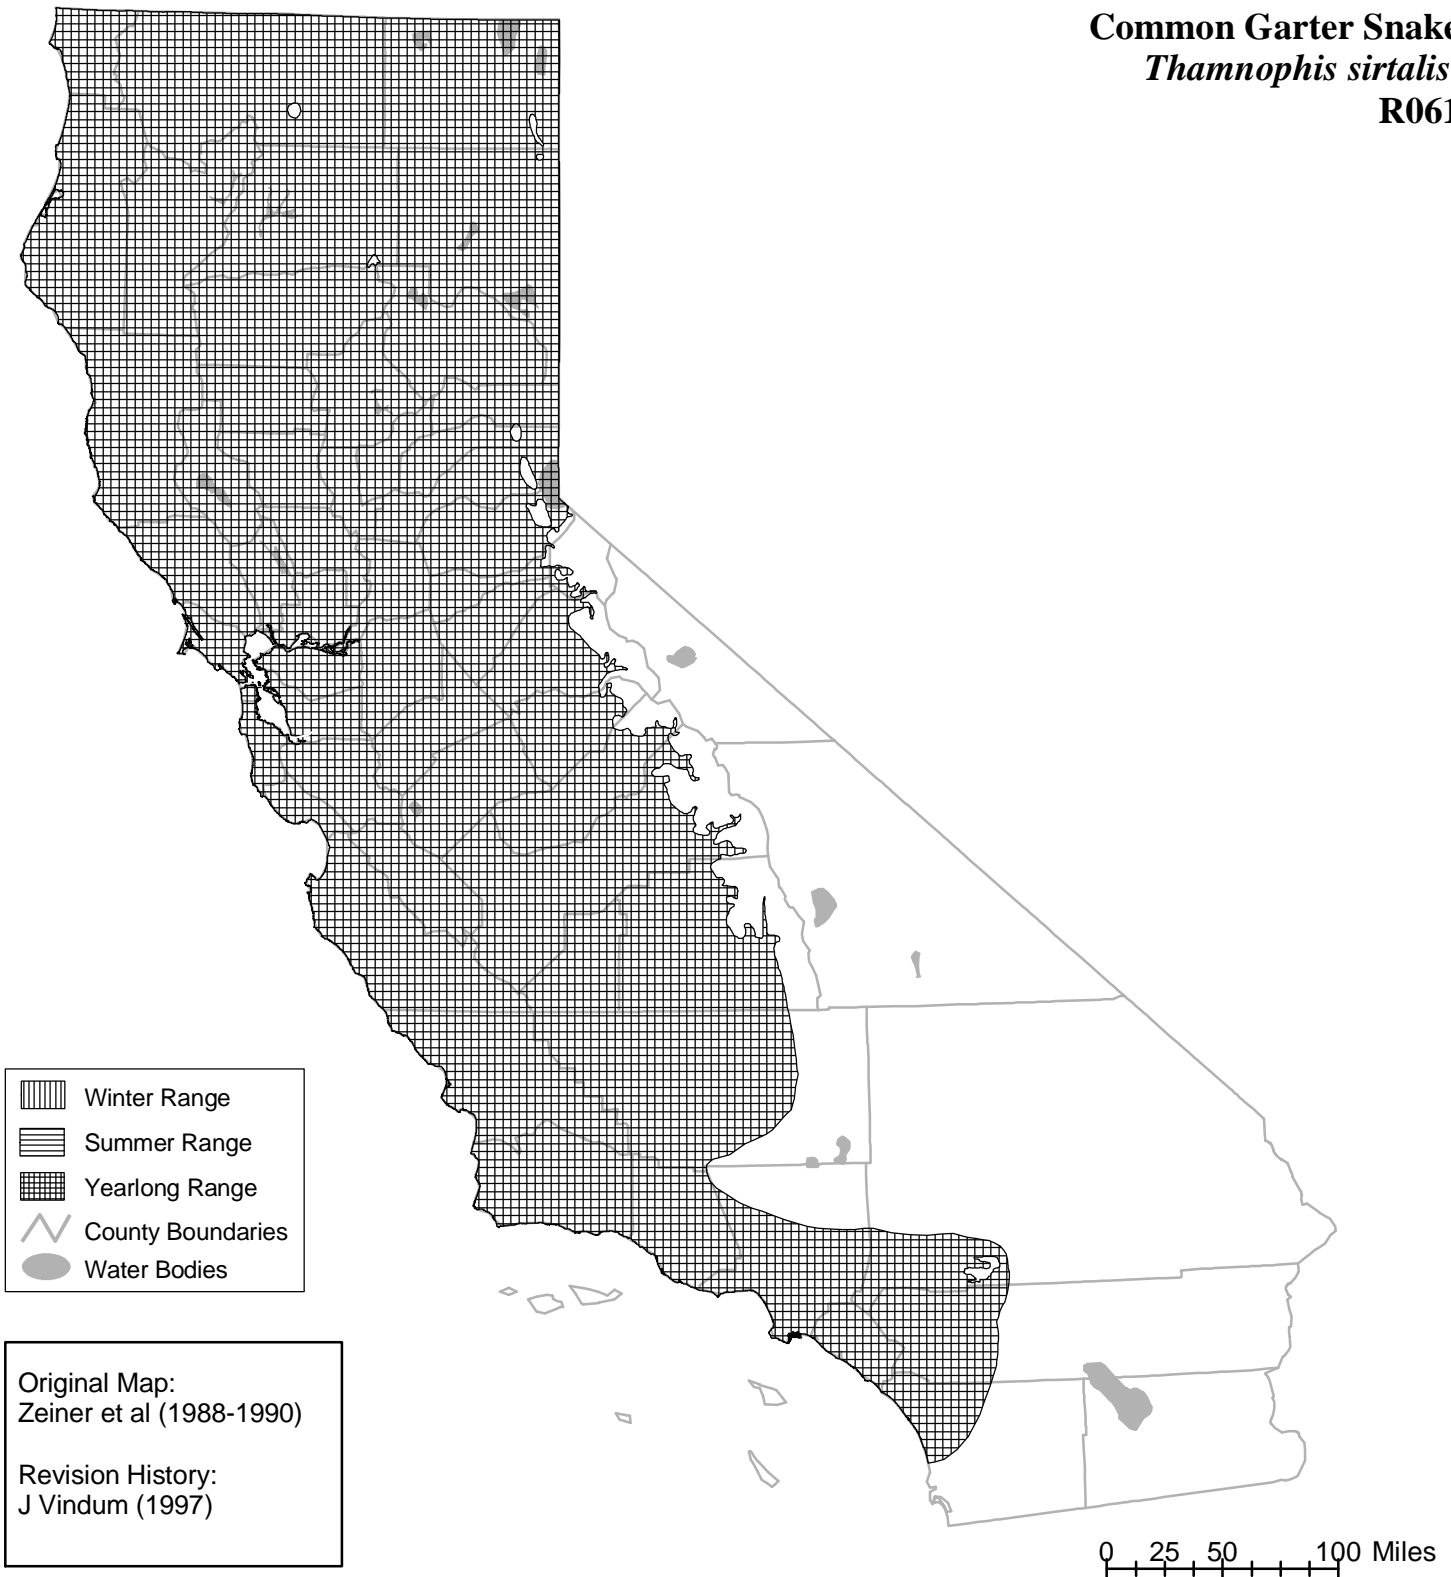 Common Garter Snake
Thamnophis sirtalis
R061
Winter Range
Summer Range
Yearlong Range
County Boundaries
Water Bodies
Original Map:
Zeiner et al (1988-1990)
Revision History:
J Vindum (1997)
0 25 50 100 Miles